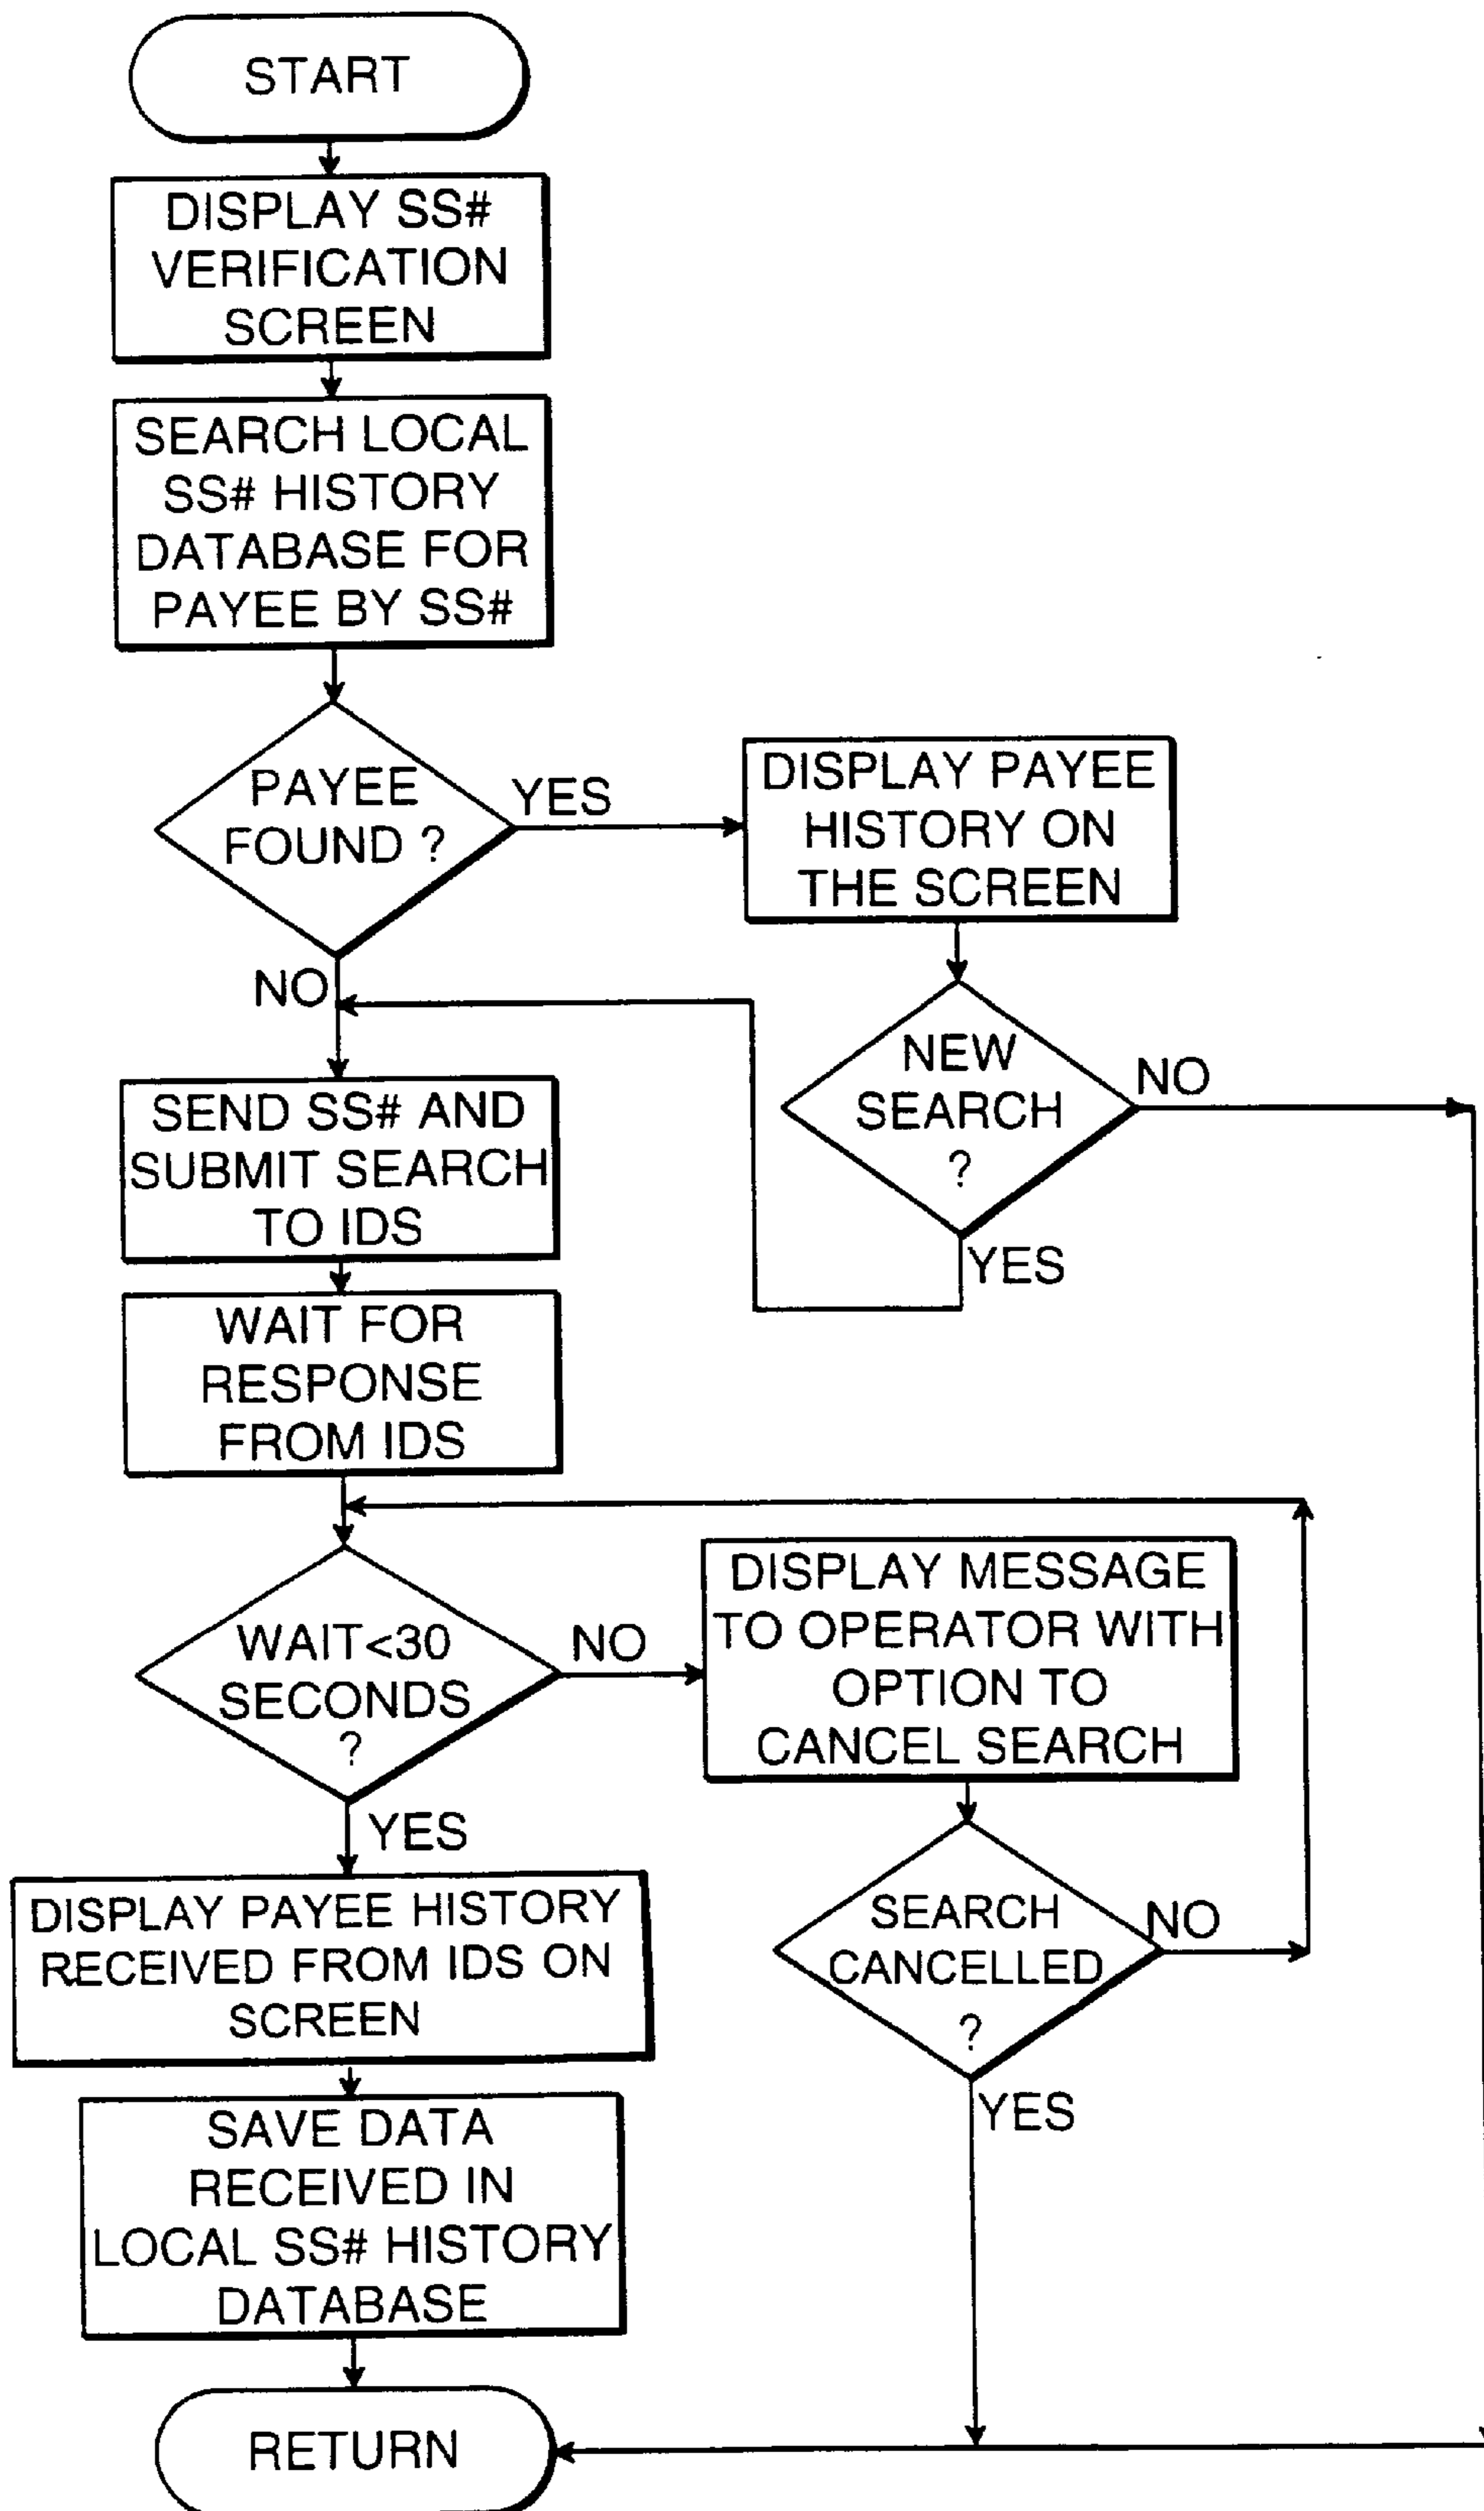 START
DISPLAY SS#
VERIFICATION
SCREEN
SEARCH LOCAL
SS# HISTORY
DATABASE FOR
PAYEE BY SS#
PAYEE
FOUND ?
YES
DISPLAY PAYEE
HISTORY ON
THE SCREEN
NO
NEW
SEARCH
?
NO
YES
SEND SS# AND
SUBMIT SEARCH
TO IDS
WAIT FOR
RESPONSE
FROM IDS
WAIT<30
SECONDS
?
NO
DISPLAY MESSAGE
TO OPERATOR WITH
OPTION TO
CANCEL SEARCH
YES
SEARCH
CANCELLED
?
NO
YES
DISPLAY PAYEE HISTORY
RECEIVED FROM IDS ON
SCREEN
SAVE DATA
RECEIVED IN
LOCAL SS# HISTORY
DATABASE
RETURN